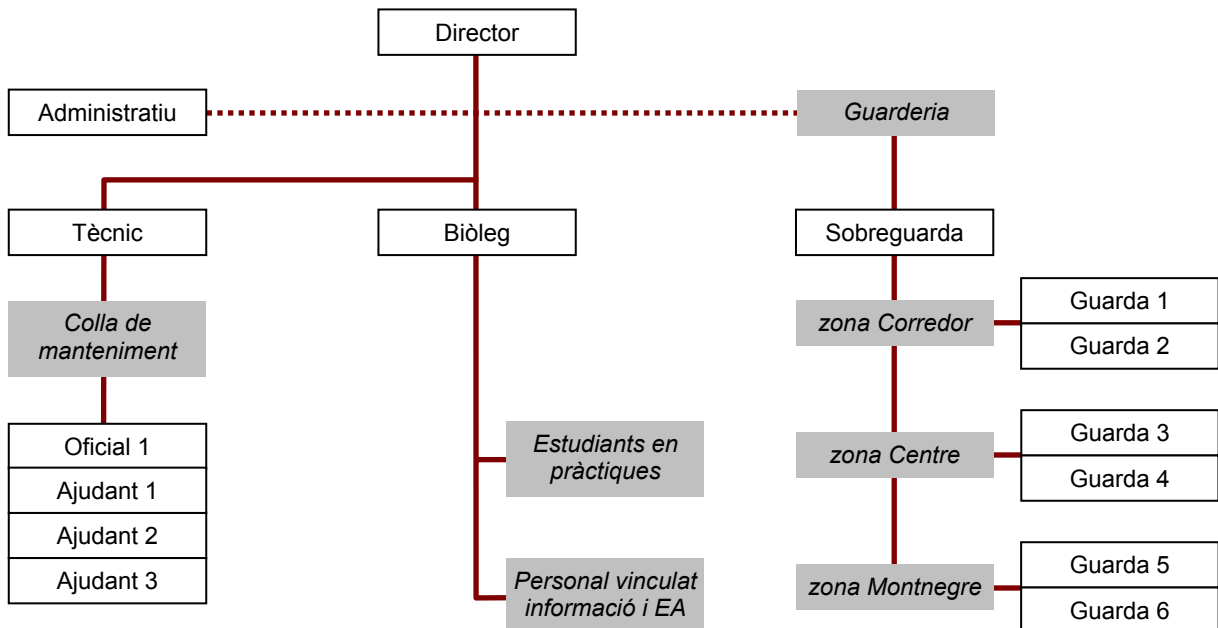 Director
Administratiu
Guarderia
Tècnic
Biòleg
Sobreguarda
Colla de
manteniment
zona Corredor
Guarda 1
Guarda 2
Oficial 1
Ajudant 1
Ajudant 2
Ajudant 3
Estudiants en
pràctiques
zona Centre
Guarda 3
Guarda 4
Personal vinculat
informació i EA
zona Montnegre
Guarda 5
Guarda 6